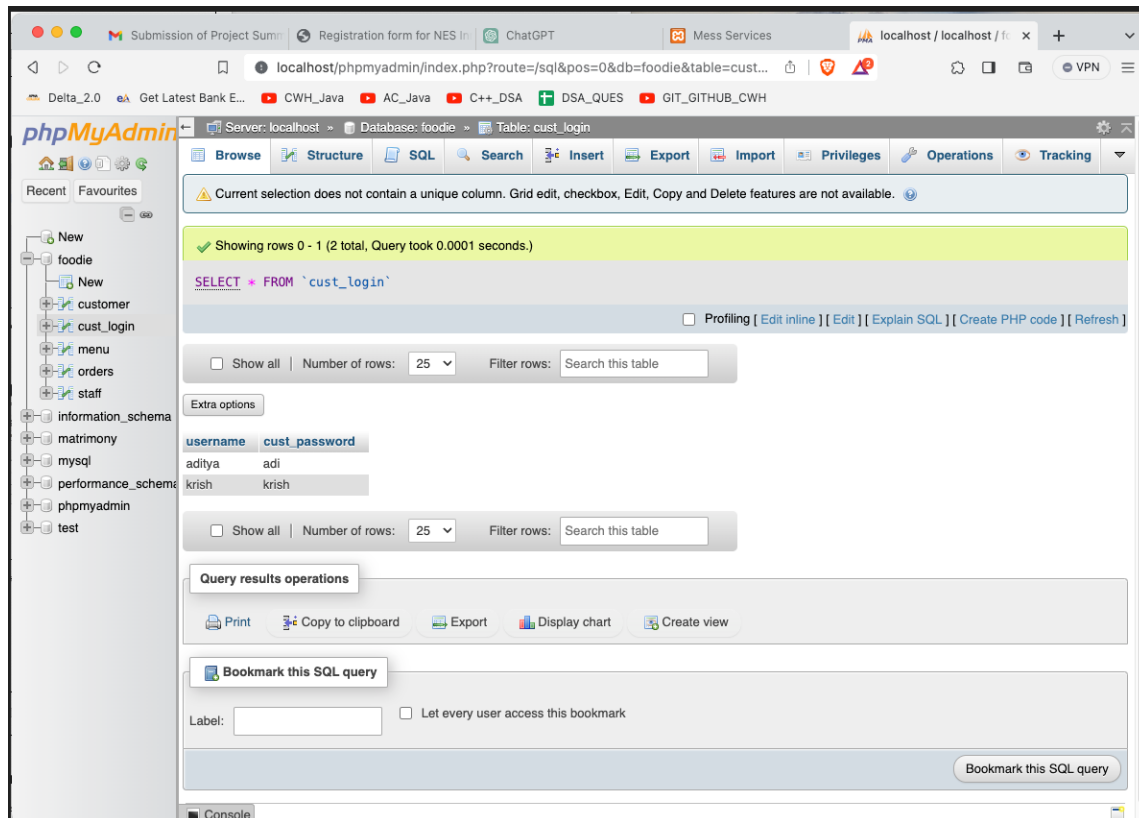 Submission of Project Summ
Registration form for NES In
ChatGPT
Mess Services
localhost / localhost / fo
localhost/phpmyadmin/index.php?route=/sql&pos=0&db=foodie&table=cust...
2
VPN
Delta_2.0
Get Latest Bank E...
CWH_Java
AC_Java
C++_DSA
DSA_QUES
GIT_GITHUB_CWH
phpMyAdmin
Recent Favourites
New
foodie
New
customer
cust_login
menu
orders
staff
information_schema
matrimony
mysql
performance_schema
phpmyadmin
test
Server: localhost » Database: foodie » Table: cust_login
Browse Structure SQL Search Insert Export Import Privileges Operations Tracking
Current selection does not contain a unique column. Grid edit, checkbox, Edit, Copy and Delete features are not available.
Showing rows 0 - 1 (2 total, Query took 0.0001 seconds.)
SELECT * FROM `cust_login`
Profiling [ Edit inline ] [ Edit ] [ Explain SQL ] [ Create PHP code ] [ Refresh ]
Show all | Number of rows: 25 Filter rows: Search this table
Extra options
username cust_password
aditya adi
krish krish
Show all | Number of rows: 25 Filter rows: Search this table
Query results operations
Print Copy to clipboard Export Display chart Create view
Bookmark this SQL query
Label: Let every user access this bookmark
Bookmark this SQL query
Console